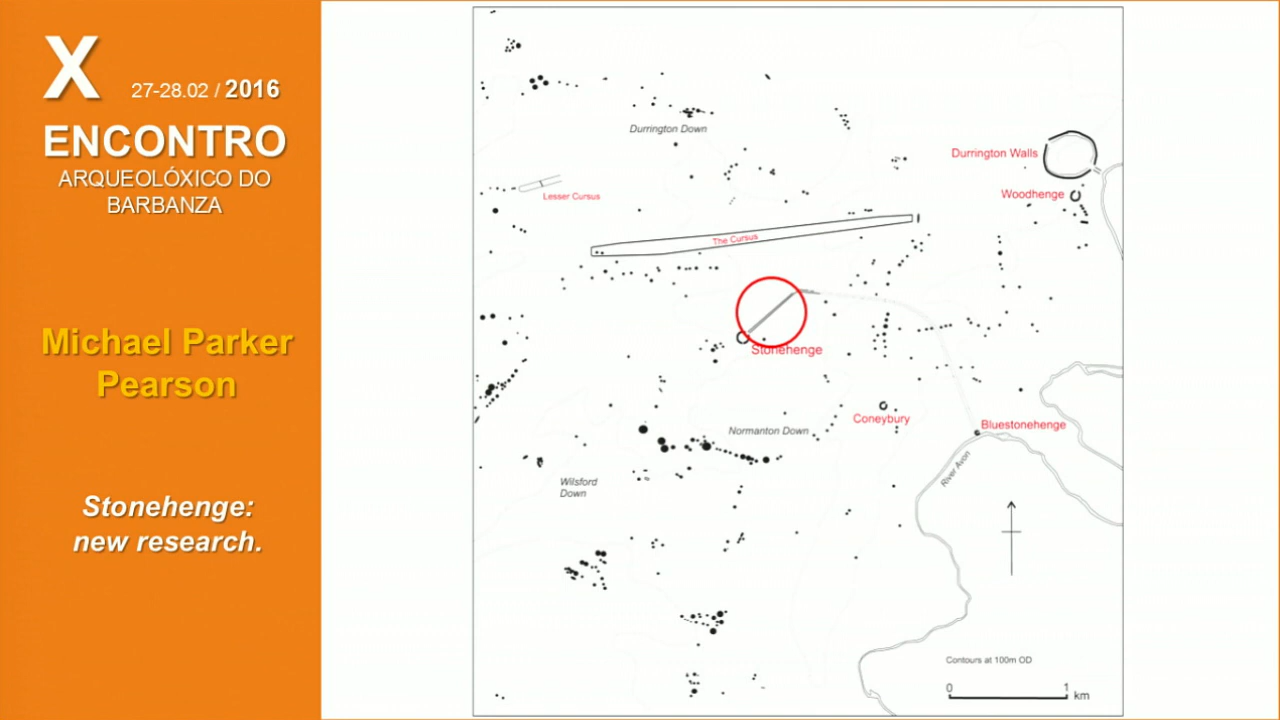 X 27-28.02 / 2016
ENCONTRO
ARQUEOLÓXICO DO
BARBANZA
Michael Parker
Pearson
Stonehenge:
new research.
Durrington Down
Durrington Walls
Lesser Cursus
Woodhenge
The Cursus
Stonehenge
Coneybury
Bluestonehenge
Normanton Down
River Avon
Wilsford
Down
Contours at 100m OD
0 1 km